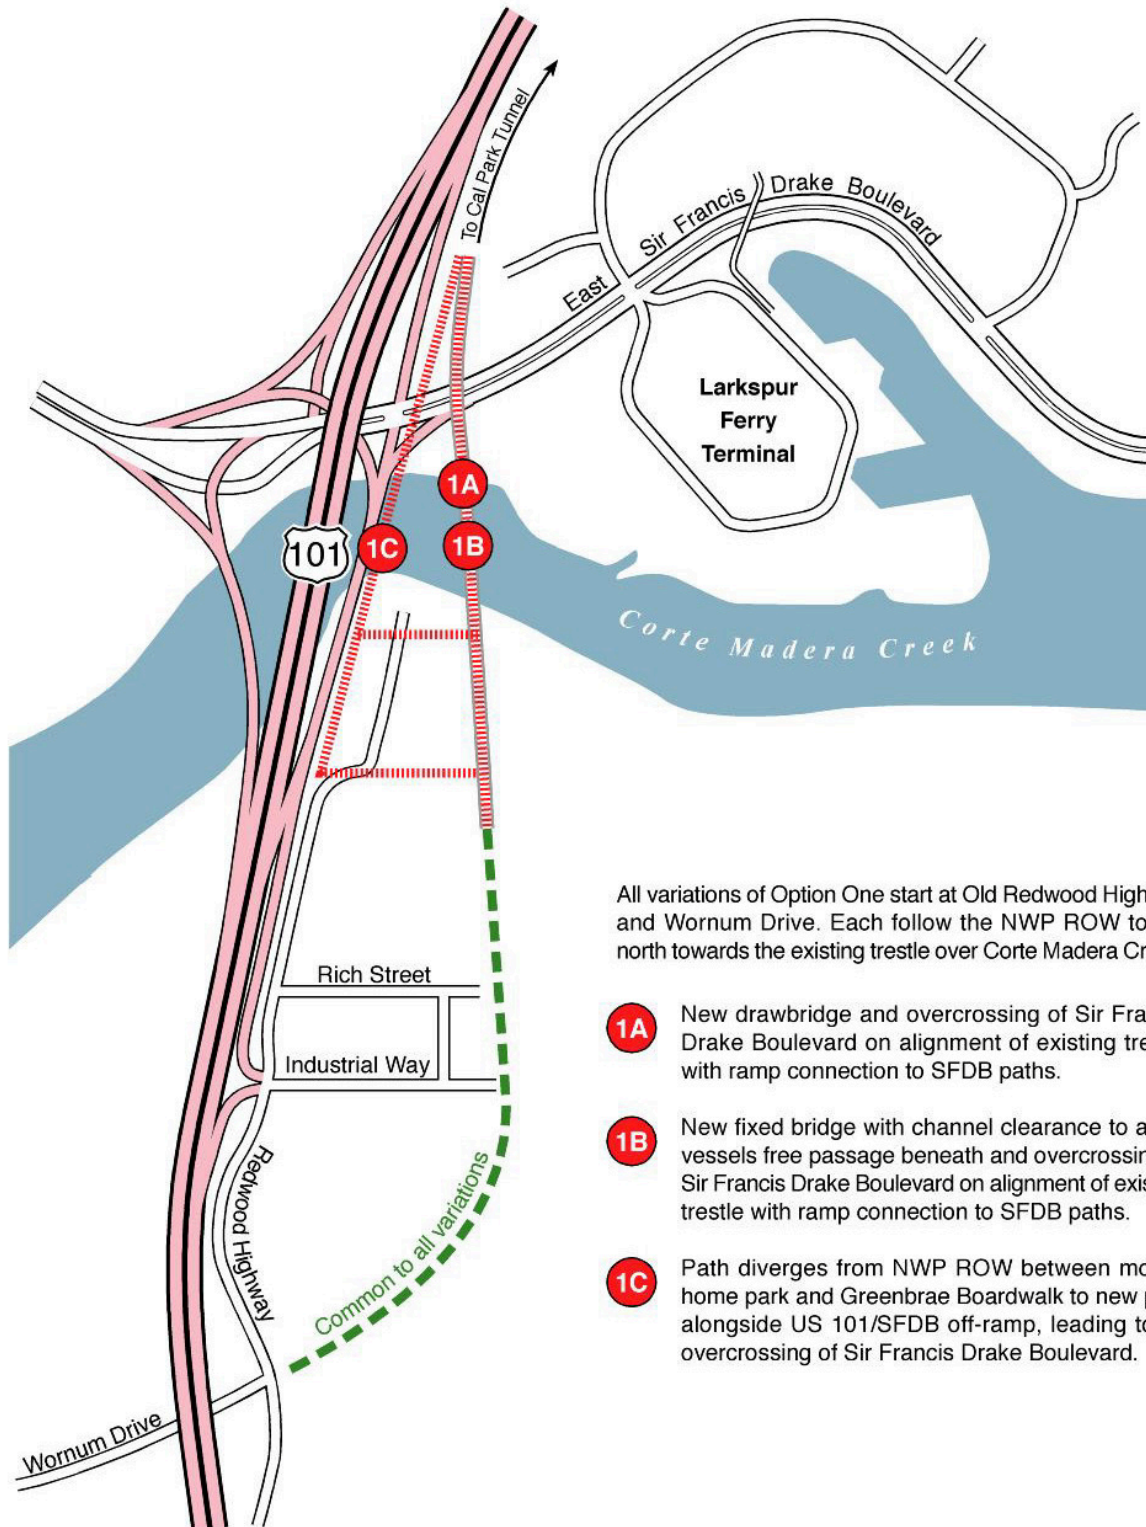 To Cal Park Tunnel
East Sir Francis Drake Boulevard
Larkspur
Ferry
Terminal
1A
101
1C
1B
Corte Madera Creek
All variations of Option One start at Old Redwood High
and Wornum Drive. Each follow the NWP ROW to
north towards the existing trestle over Corte Madera Cr
Rich Street
1A
New drawbridge and overcrossing of Sir Fra
Drake Boulevard on alignment of existing tre
with ramp connection to SFDB paths.
Industrial Way
1B
New fixed bridge with channel clearance to a
vessels free passage beneath and overcrossin
Sir Francis Drake Boulevard on alignment of exis
trestle with ramp connection to SFDB paths.
Redwood Highway
Common to all variations
1C
Path diverges from NWP ROW between mo
home park and Greenbrae Boardwalk to new p
alongside US 101/SFDB off-ramp, leading to
overcrossing of Sir Francis Drake Boulevard.
Wornum Drive